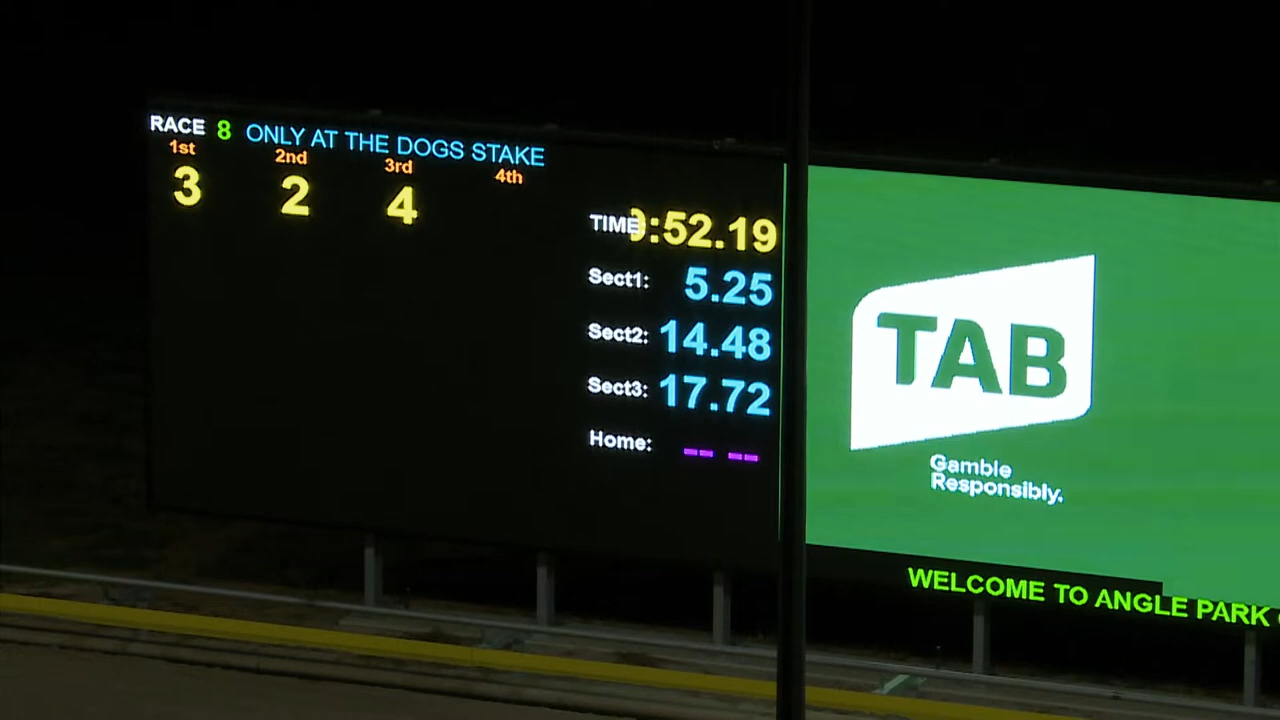 RACE 8 ONLY AT THE DOGS STAKE
1st 2nd 3rd 4th
3 2 4
TIME :52.19
Sect1: 5.25
Sect2: 14.48
Sect3: 17.72
Home: -- --
TAB
Gamble
Responsibly.
WELCOME TO ANGLE PARK